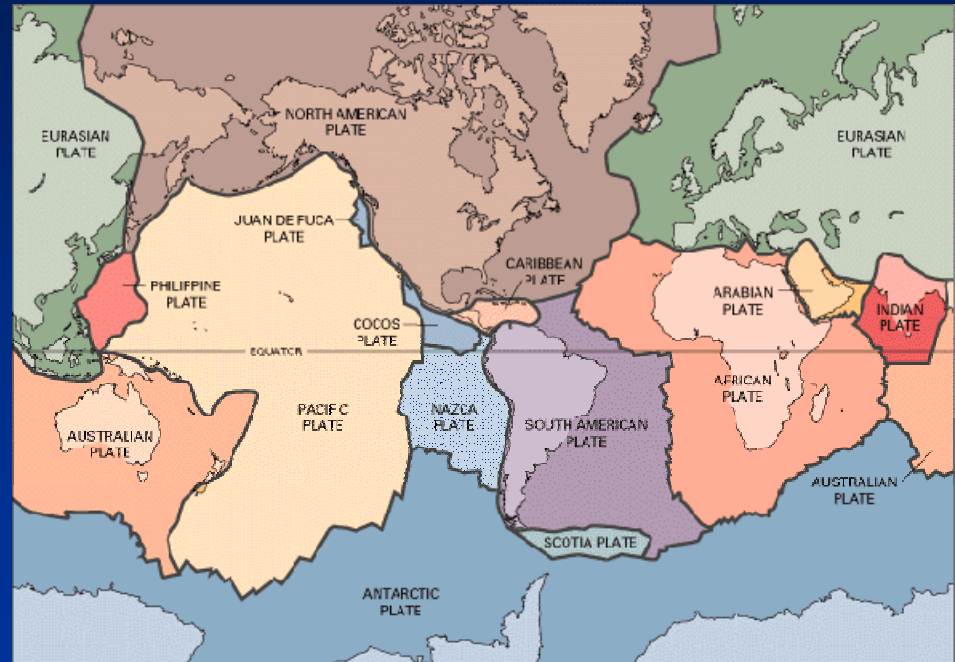 NORTH AMERICAN
PLATE
EURASIAN
PLATE
EURASIAN
PLATE
JUAN DE FUCA
PLATE
CARIBBEAN
PLATE
PHILIPPINE
PLATE
ARABIAN
PLATE
INDIAN
PLATE
COCOS
PLATE
EQUATOR
AFRICAN
PLATE
PACIFIC
PLATE
NAZCA
PLATE
SOUTH AMERICAN
PLATE
AUSTRALIAN
PLATE
AUSTRALIAN
PLATE
SCOTIA PLATE
ANTARCTIC
PLATE